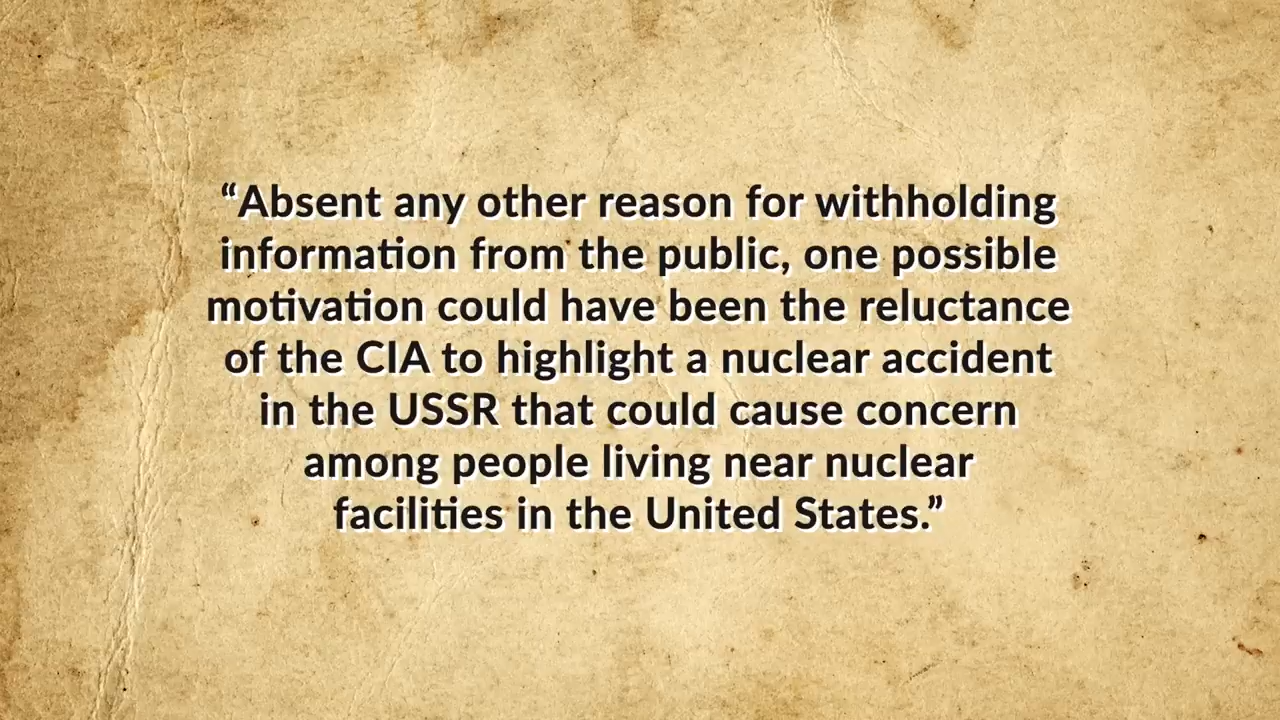 “Absent any other reason for withholding
information from the public, one possible
motivation could have been the reluctance
of the CIA to highlight a nuclear accident
in the USSR that could cause concern
among people living near nuclear
facilities in the United States.”